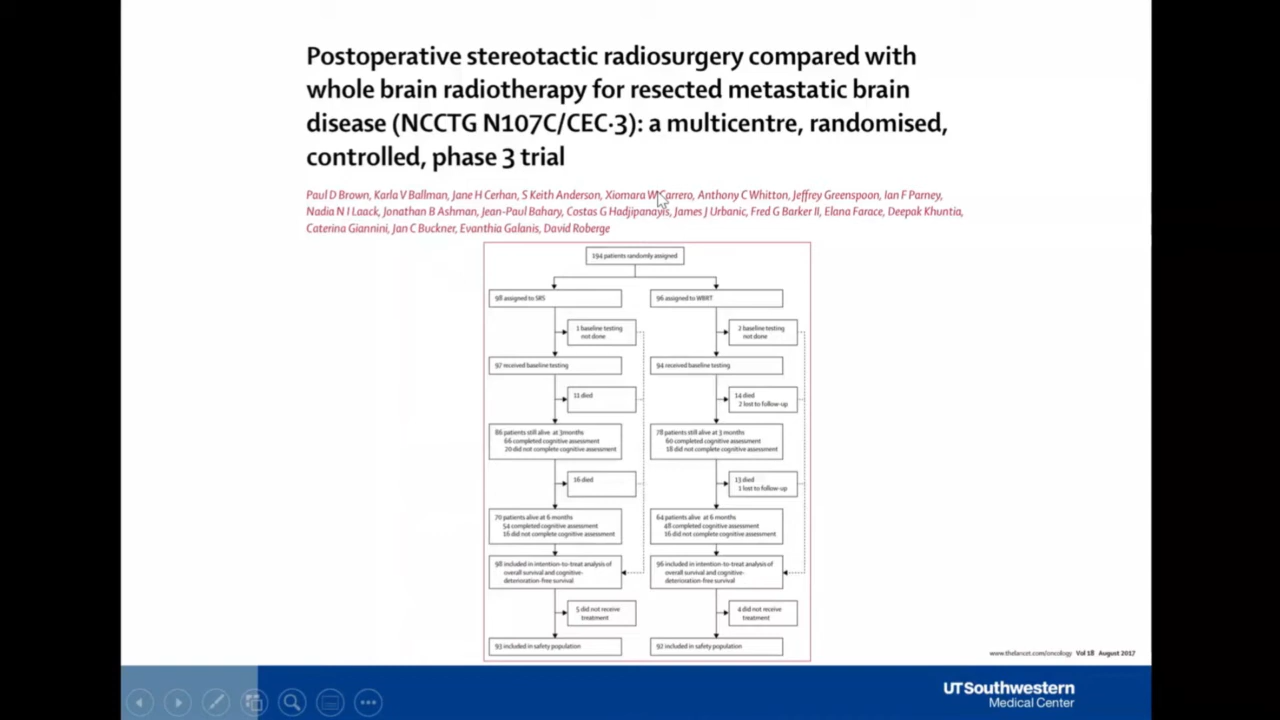 Postoperative stereotactic radiosurgery compared with
whole brain radiotherapy for resected metastatic brain
disease (NCCTG N107C/CEC·3): a multicentre, randomised,
controlled, phase 3 trial
Paul D Brown, Karla V Ballman, Jane H Cerhan, S Keith Anderson, Xiomara W Carrero, Anthony C Whitton, Jeffrey Greenspoon, Ian F Parney,
Nadia N I Laack, Jonathan B Ashman, Jean-Paul Bahary, Costas G Hadjipanayis, James J Urbanic, Fred G Barker II, Elana Farace, Deepak Khuntia,
Caterina Giannini, Jan C Buckner, Evanthia Galanis, David Roberge
194 patients randomly assigned
98 assigned to SRS
96 assigned to WBRT
1 baseline testing
not done
2 baseline testing
not done
97 received baseline testing
94 received baseline testing
11 died
14 died
2 lost to follow-up
86 patients still alive at 3months
66 completed cognitive assessment
20 did not complete cognitive assessment
78 patients still alive at 3 months
60 completed cognitive assessment
18 did not complete cognitive assessment
16 died
13 died
1 lost to follow-up
70 patients alive at 6 months
54 completed cognitive assessment
16 did not complete cognitive assessment
64 patients alive at 6 months
48 completed cognitive assessment
16 did not complete cognitive assessment
98 included in intention-to-treat analysis of
overall survival and cognitive-
deterioration-free survival
96 included in intention-to-treat analysis of
overall survival and cognitive-
deterioration-free survival
5 did not receive
treatment
4 did not receive
treatment
93 included in safety population
92 included in safety population
www.thelancet.com/oncology Vol 18 August 2017
UTSouthwestern
Medical Center